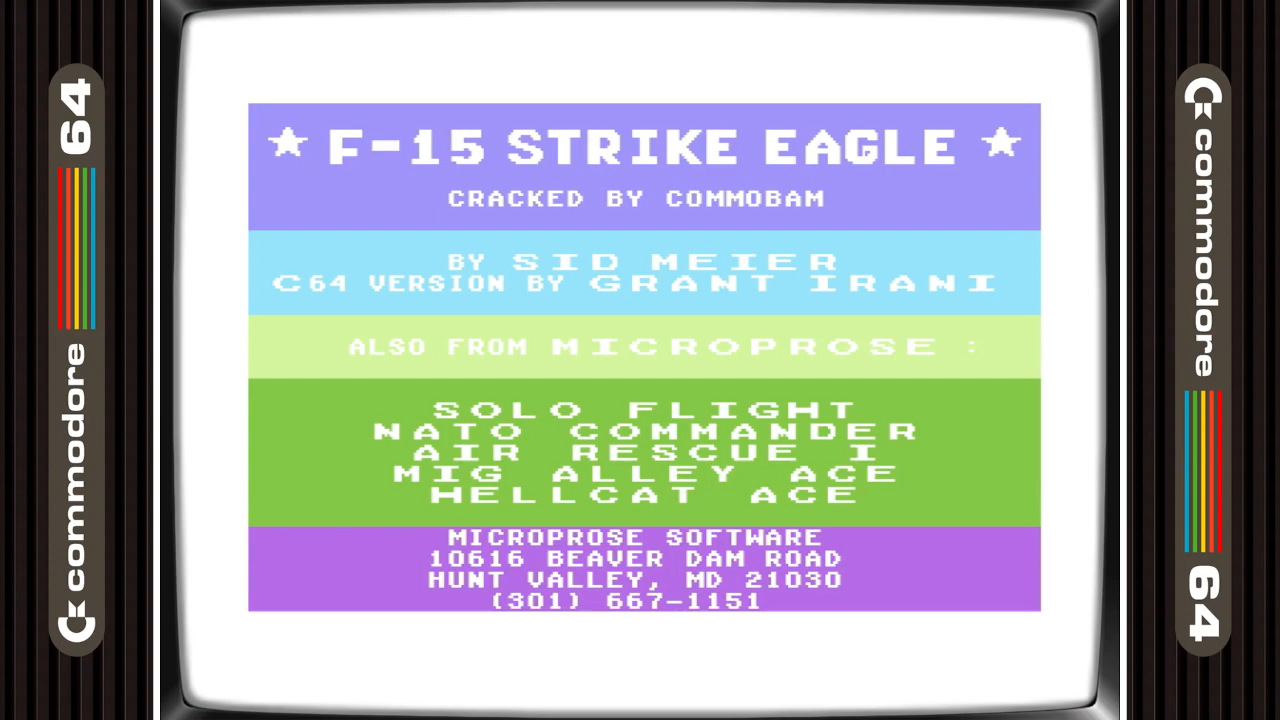 commodore 64
★ F-15 STRIKE EAGLE ★
CRACKED BY COMMOBAM
BY SID MEIER
C64 VERSION BY GRANT IRANI
ALSO FROM MICROPROSE :
SOLO FLIGHT
NATO COMMANDER
AIR RESCUE I
MIG ALLEY ACE
HELLCAT ACE
MICROPROSE SOFTWARE
10616 BEAVER DAM ROAD
HUNT VALLEY, MD 21030
(301) 667-1151
commodore 64